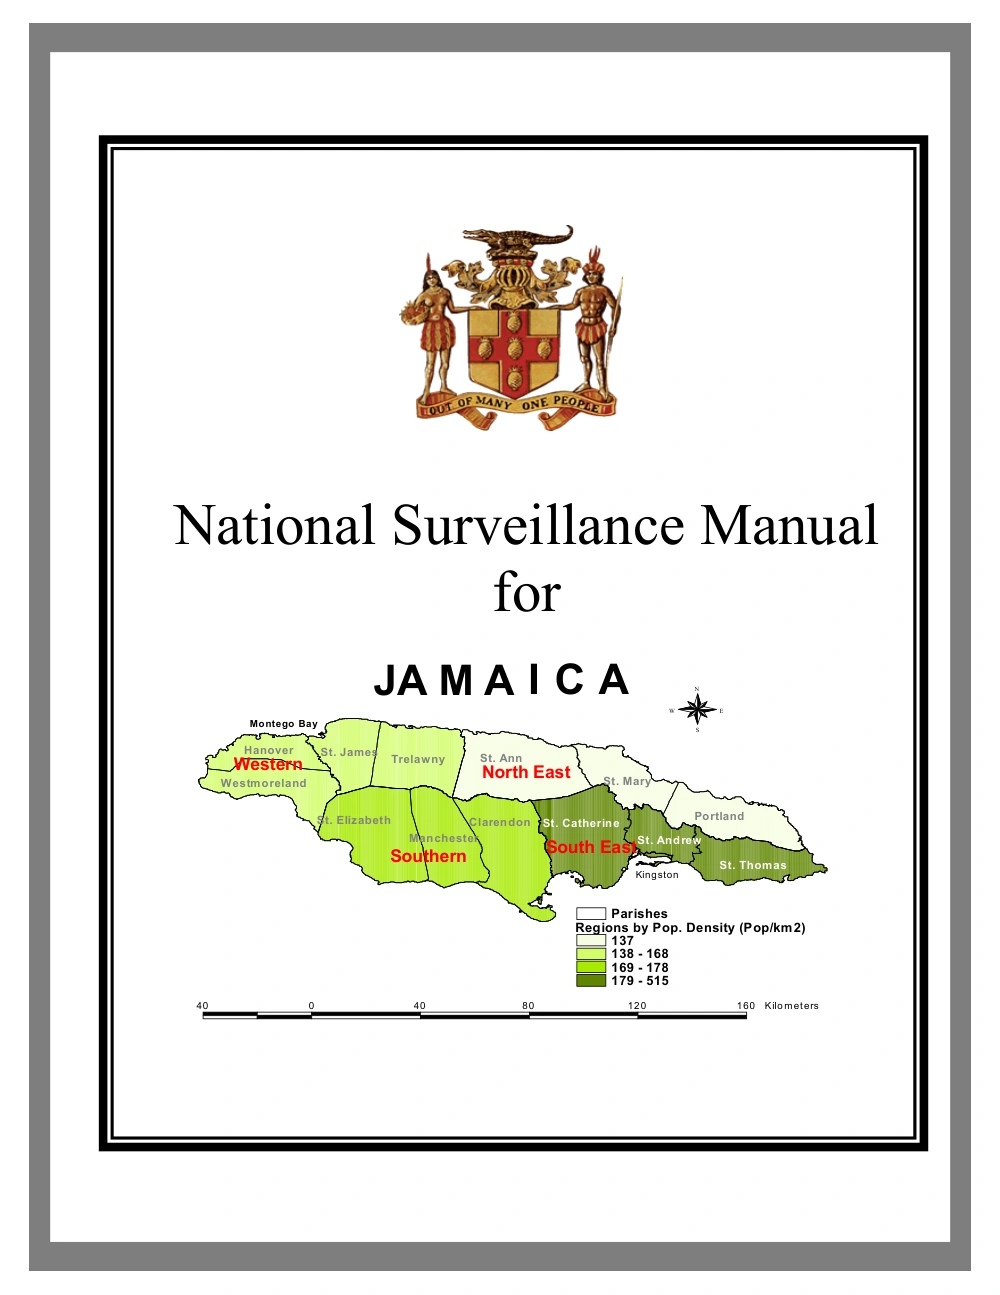 OUT OF MANY ONE PEOPLE
National Surveillance Manual
for
JAMAICA
N
W E
S
Montego Bay
Hanover
Western
Westmoreland
St. James
Trelawny
St. Ann
North East
St. Mary
Portland
St. Elizabeth
Manchester
Clarendon
Southern
St. Catherine
South East
St. Andrew
St. Thomas
Kingston
Parishes
Regions by Pop. Density (Pop/km2)
137
138 - 168
169 - 178
179 - 515
40 0 40 80 120 160 Kilometers